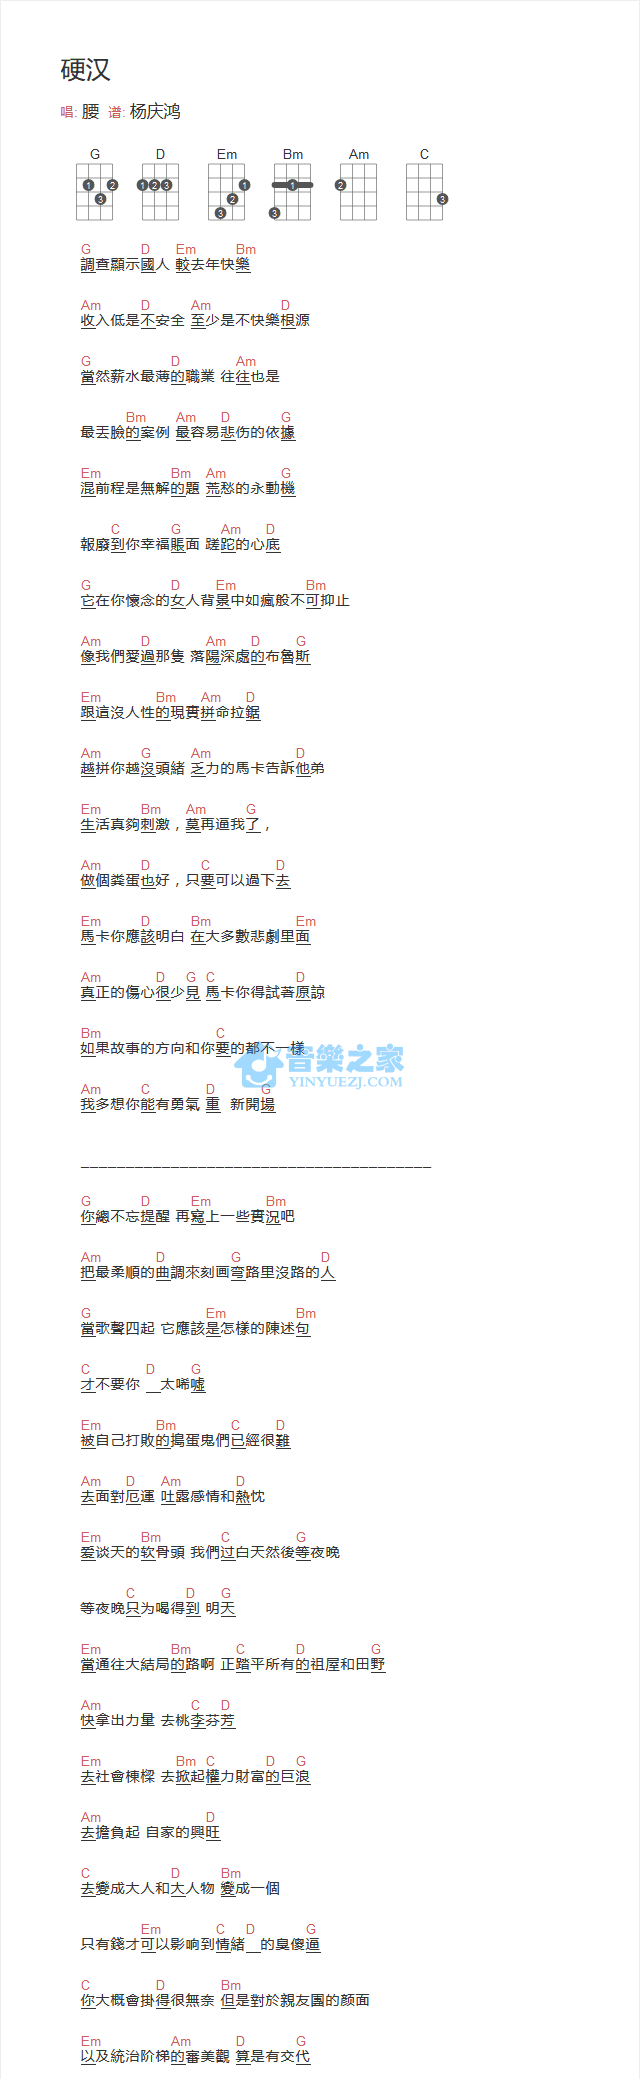 硬汉
唱: 腰 谱: 杨庆鸿
G D Em Bm Am C
1 2 3 1 2 3 1 2 3 1 3 2 3
G D Em Bm
調查顯示國人 較去年快樂
Am D Am D
收入低是不安全 至少是不快樂根源
G D Am
當然薪水最薄的職業 往往也是
Bm Am D G
最丟臉的案例 最容易悲伤的依據
Em Bm Am G
混前程是無解的題 荒愁的永動機
C G Am D
報廢到你幸福賬面 蹉跎的心底
G D Em Bm
它在你懷念的女人背景中如瘋般不可抑止
Am D Am D G
像我們愛過那隻 落陽深處的布魯斯
Em Bm Am D
跟這沒人性的現實拼命拉鋸
Am G Am D
越拼你越沒頭緒 乏力的馬卡告訴他弟
Em Bm Am G
生活真夠刺激，莫再逼我了，
Am D C D
做個粪蛋也好，只要可以過下去
Em D Bm Em
馬卡你應該明白 在大多數悲劇里面
Am D G C D
真正的傷心很少見 馬卡你得試著原諒
Bm C
如果故事的方向和你要的都不一樣
Am C D G
我多想你能有勇氣 重 新開場
音樂之家
YINYUEZJ.COM
_______________________________________
G D Em Bm
你總不忘提醒 再寫上一些實況吧
Am D G D
把最柔順的曲調來刻画弯路里沒路的人
G Em Bm
當歌聲四起 它應該是怎樣的陳述句
C D G
才不要你 _太唏噓
Em Bm C D
被自己打敗的搗蛋鬼們已經很難
Am D Am D
去面對厄運 吐露感情和熱忱
Em Bm C G
爱谈天的软骨頭 我們过白天然後等夜晚
C D G
等夜晚只为喝得到 明天
Em Bm C D G
當通往大結局的路啊 正踏平所有的祖屋和田野
Am C D
快拿出力量 去桃李芬芳
Em Bm C D G
去社會棟樑 去掀起權力財富的巨浪
Am D
去擔負起 自家的興旺
C D Bm
去變成大人和大人物 變成一個
Em C D G
只有錢才可以影响到情緒_的臭傻逼
C D Bm
你大概會掛得很無奈 但是對於親友團的颜面
Em Am D G
以及統治阶梯的審美觀 算是有交代